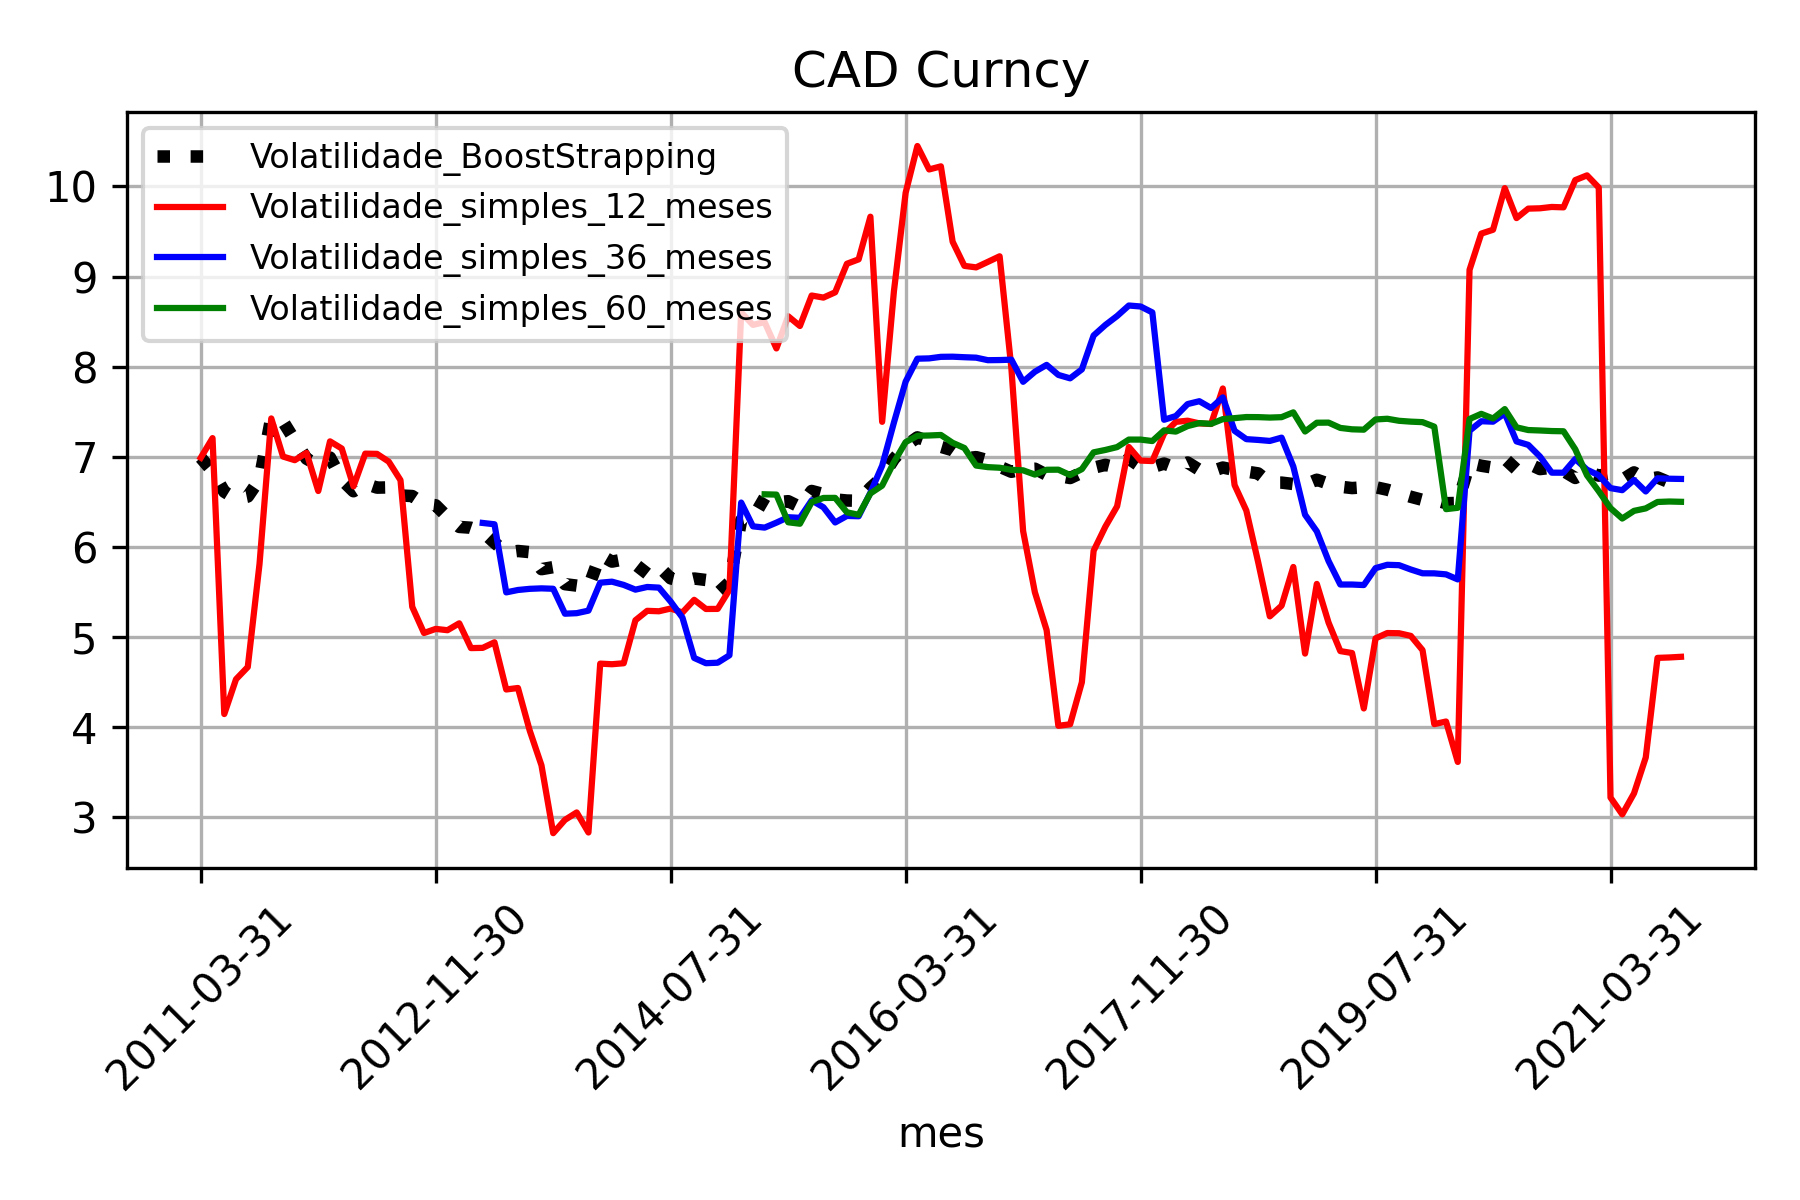 CAD Curncy
Volatilidade_BoostStrapping
Volatilidade_simples_12_meses
Volatilidade_simples_36_meses
Volatilidade_simples_60_meses
10
9
8
7
6
5
4
3
2011-03-31
2012-11-30
2014-07-31
2016-03-31
2017-11-30
2019-07-31
2021-03-31
mes